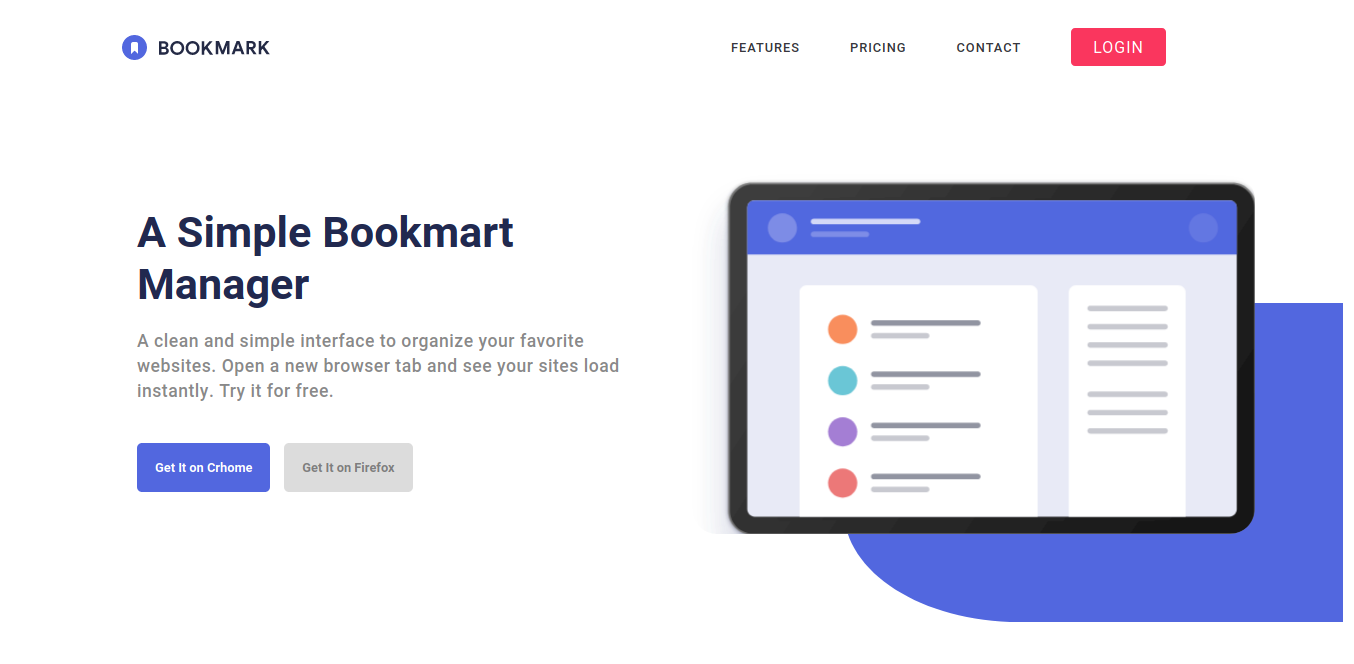 BOOKMARK
FEATURES
PRICING
CONTACT
LOGIN
A Simple Bookmart
Manager
A clean and simple interface to organize your favorite
websites. Open a new browser tab and see your sites load
instantly. Try it for free.
Get It on Crhome
Get It on Firefox